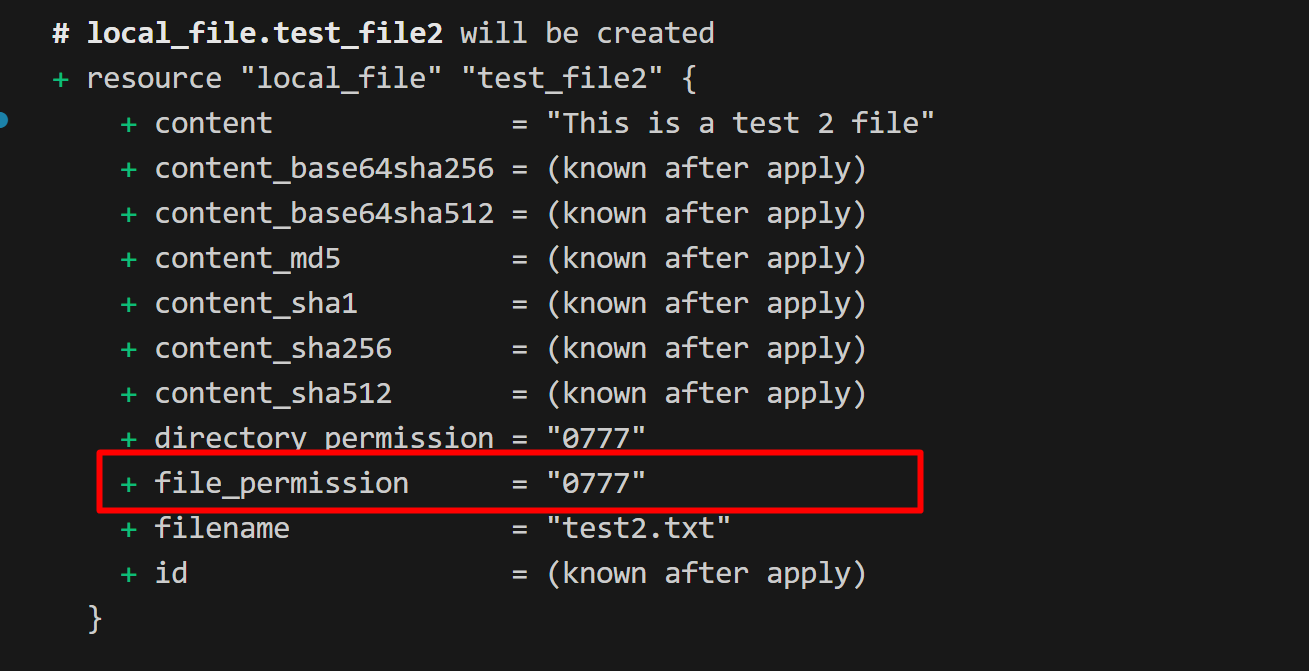 # local_file.test_file2 will be created
+ resource "local_file" "test_file2" {
+ content = "This is a test 2 file"
+ content_base64sha256 = (known after apply)
+ content_base64sha512 = (known after apply)
+ content_md5 = (known after apply)
+ content_sha1 = (known after apply)
+ content_sha256 = (known after apply)
+ content_sha512 = (known after apply)
+ directory_permission = "0777"
+ file_permission = "0777"
+ filename = "test2.txt"
+ id = (known after apply)
}